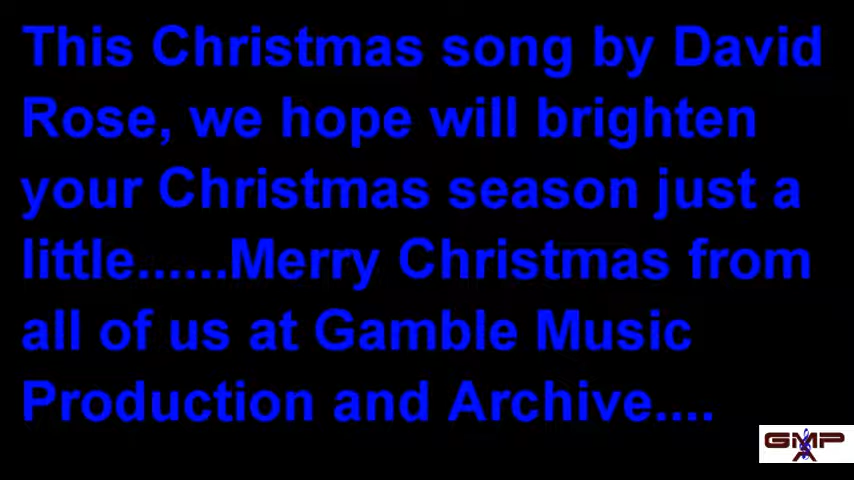 This Christmas song by David
Rose, we hope will brighten
your Christmas season just a
little......Merry Christmas from
all of us at Gamble Music
Production and Archive....
GMP
A